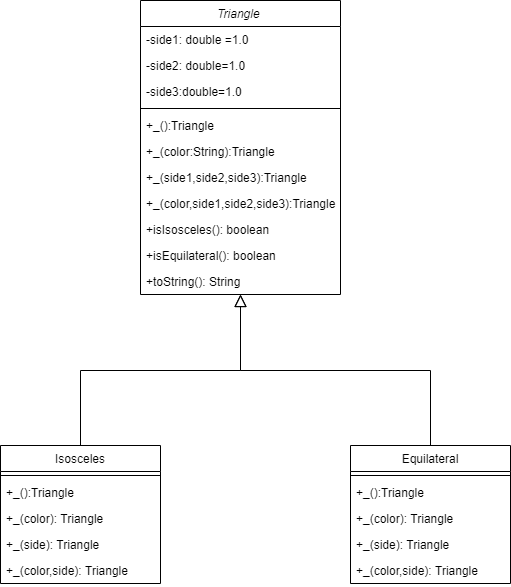 Triangle
-side1: double =1.0
-side2: double=1.0
-side3:double=1.0
+_():Triangle
+_(color:String):Triangle
+_(side1,side2,side3):Triangle
+_(color,side1,side2,side3):Triangle
+isIsosceles(): boolean
+isEquilateral(): boolean
+toString(): String
Isosceles
+_():Triangle
+_(color): Triangle
+_(side): Triangle
+_(color,side): Triangle
Equilateral
+_():Triangle
+_(color): Triangle
+_(side): Triangle
+_(color,side): Triangle